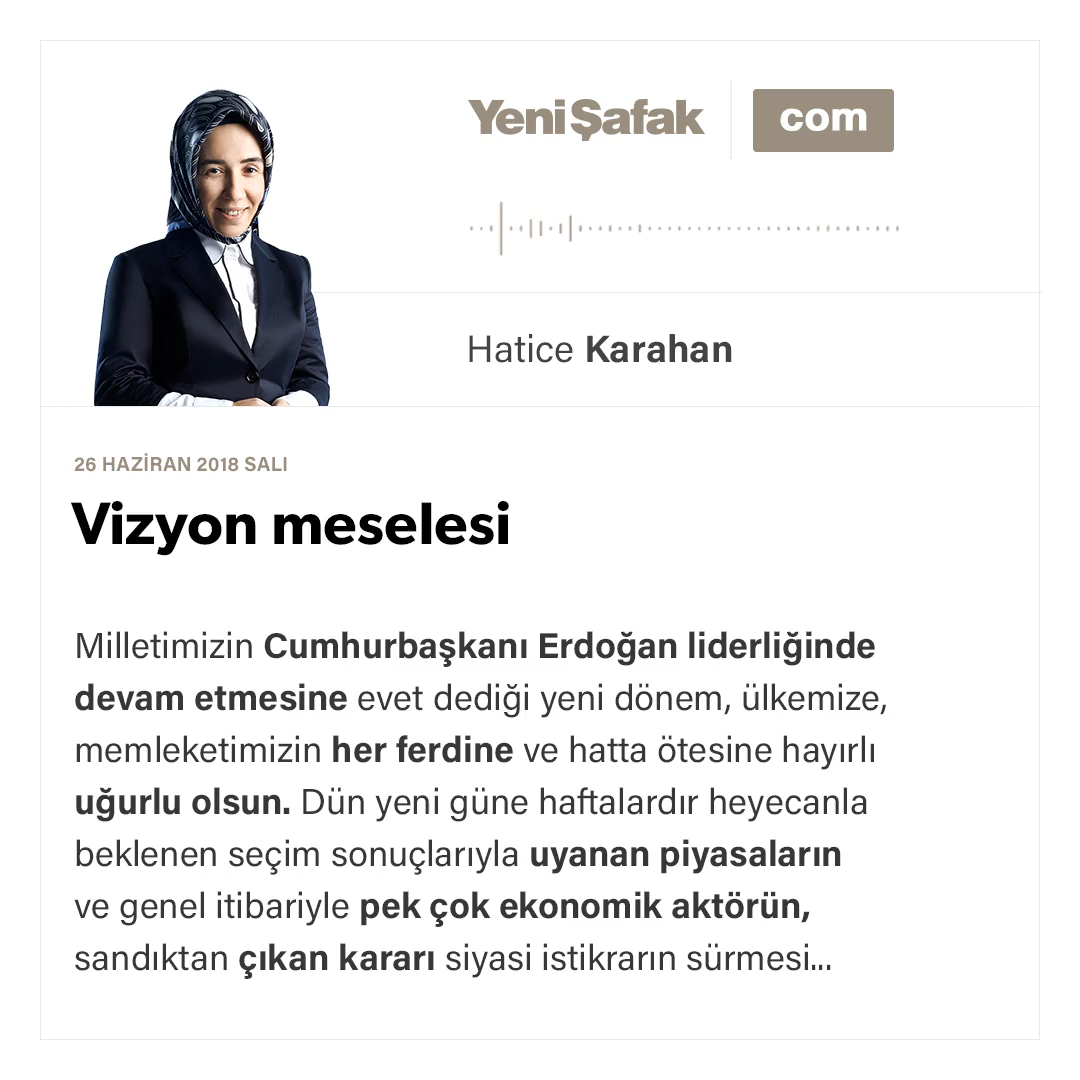 YeniŞafak com
Hatice Karahan
26 HAZİRAN 2018 SALI
Vizyon meselesi
Milletimizin Cumhurbaşkanı Erdoğan liderliğinde
devam etmesine evet dediği yeni dönem, ülkemize,
memleketimizin her ferdine ve hatta ötesine hayırlı
uğurlu olsun. Dün yeni güne haftalardır heyecanla
beklenen seçim sonuçlarıyla uyanan piyasaların
ve genel itibariyle pek çok ekonomik aktörün,
sandıktan çıkan kararı siyasi istikrarın sürmesi...